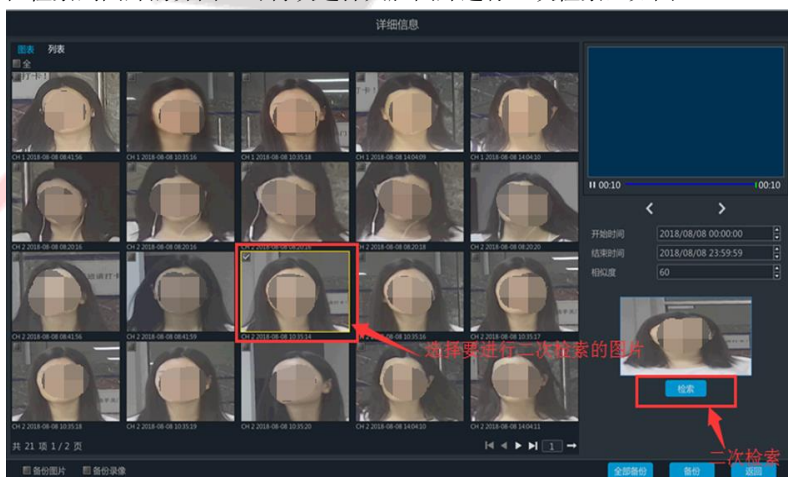 详细信息
图表 列表
全
打卡!
CH 1 2018-08-08 08:41:56
CH 1 2018-08-08 10:35:16
CH 1 2018-08-08 10:35:18
CH 1 2018-08-08 14:04:09
CH 1 2018-08-08 14:04:10
CH 2 2018-08-08 08:20:16
CH 2 2018-08-08 08:20:16
CH 2 2018-08-08 08:20:18
CH 2 2018-08-08 08:20:20
CH 2 2018-08-08 08:41:56
CH 2 2018-08-08 08:41:59
CH 2 2018-08-08 10:35:14
CH 2 2018-08-08 10:35:16
CH 2 2018-08-08 10:35:17
CH 2 2018-08-08 10:35:18
CH 2 2018-08-08 10:35:19
CH 2 2018-08-08 10:35:20
CH 2 2018-08-08 14:04:10
CH 2 2018-08-08 14:04:11
选择要进行二次检索的图片
共 21 项 1 / 2 页
1
备份图片 备份录像
00:10 00:10
开始时间 2018/08/08 00:00:00
结束时间 2018/08/08 23:59:59
相似度 60
检索
二次检索
全部备份 备份 返回